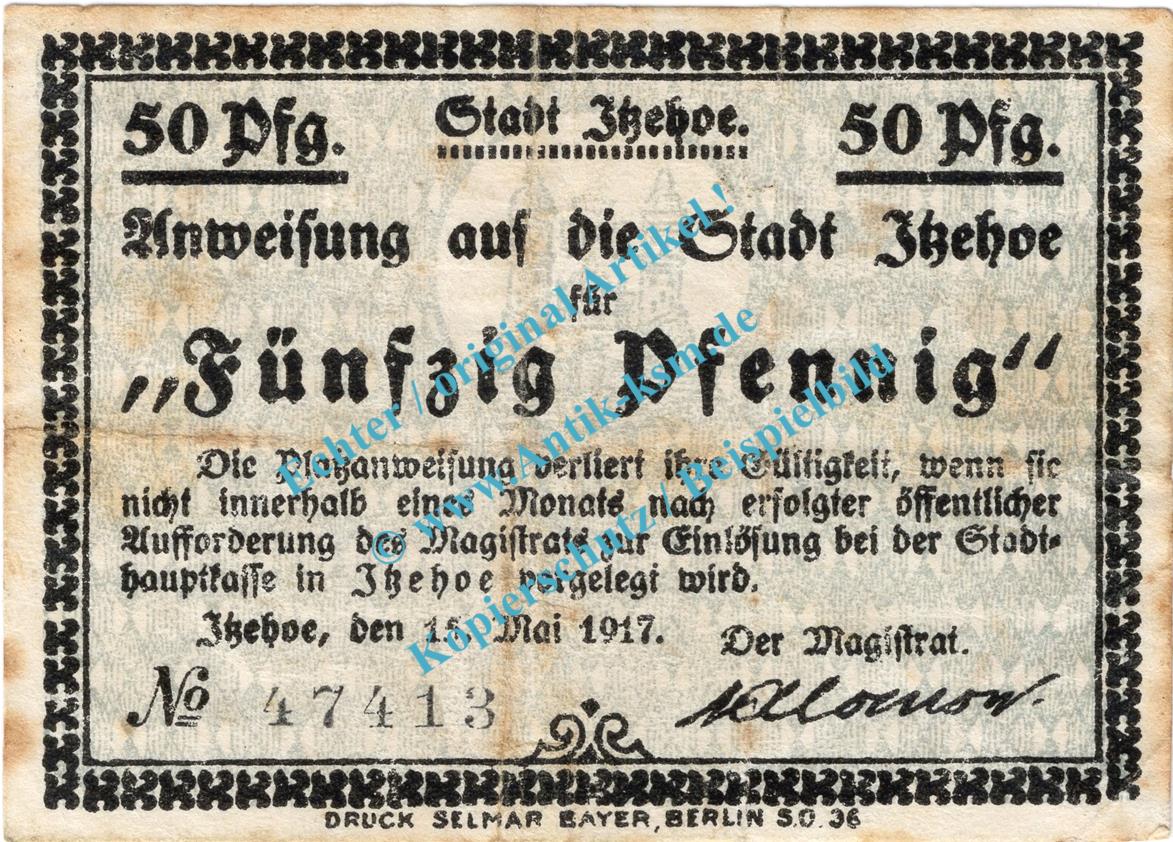 50 Pfg. Stadt Itzehoe. 50 Pfg.
Anweisung auf die Stadt Itzehoe
für
„Fünfzig Pfennig“
Die Platzanweisung verliert ihre Gültigkeit, wenn sie
nicht innerhalb eines Monats nach erfolgter öffentlicher
Aufforderung des Magistrats zur Einlösung bei der Stadt-
hauptkasse in Itzehoe vorgelegt wird.
Itzehoe, den 15. Mai 1917. Der Magistrat.
No 47413
DRUCK SELMAR BAYER, BERLIN S.O. 36
Echter / original Artikel !
© www.Antik-ksm.de
Kopierschutz / Beispielbild